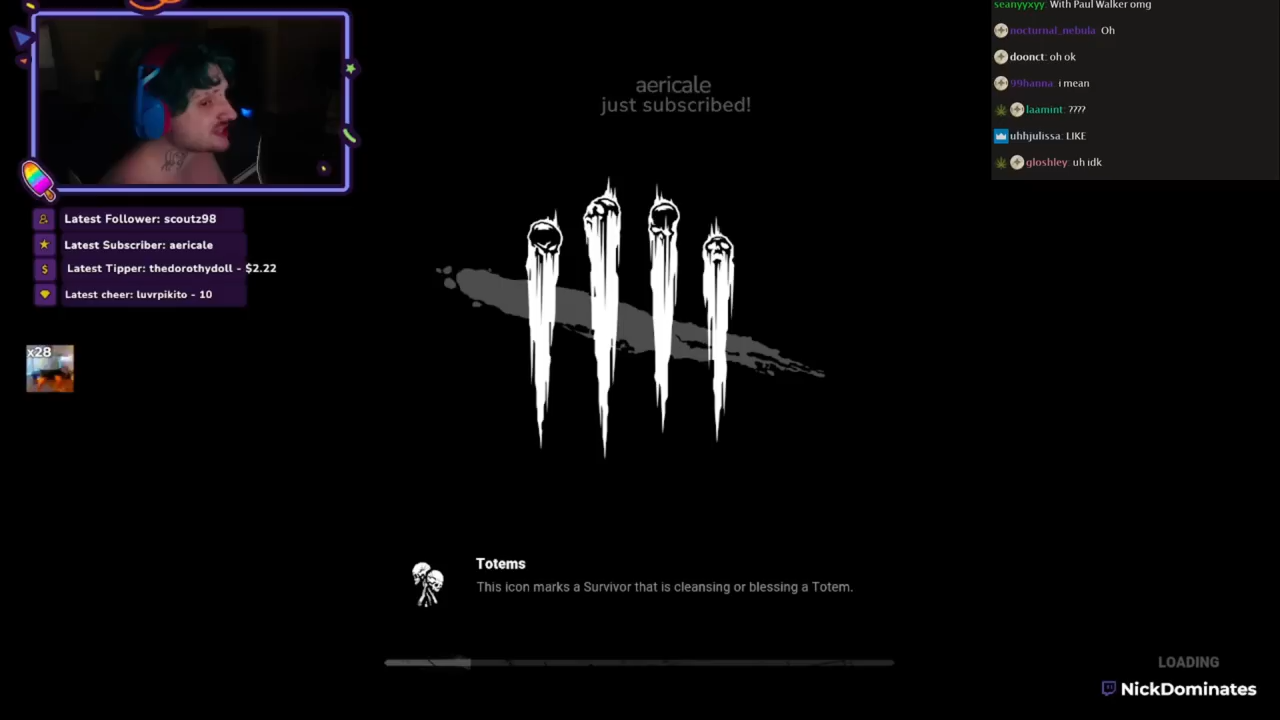 seanyyxyy: With Paul Walker omg
nocturnal_nebula Oh
doonct: oh ok
99hanna: i mean
laamint: ????
uhhjulissa: LIKE
gloshley: uh idk
aericale
just subscribed!
Latest Follower: scoutz98
Latest Subscriber: aericale
Latest Tipper: thedorothydoll - $2.22
Latest cheer: luvrpikito - 10
x28
Totems
This icon marks a Survivor that is cleansing or blessing a Totem.
LOADING
NickDominates